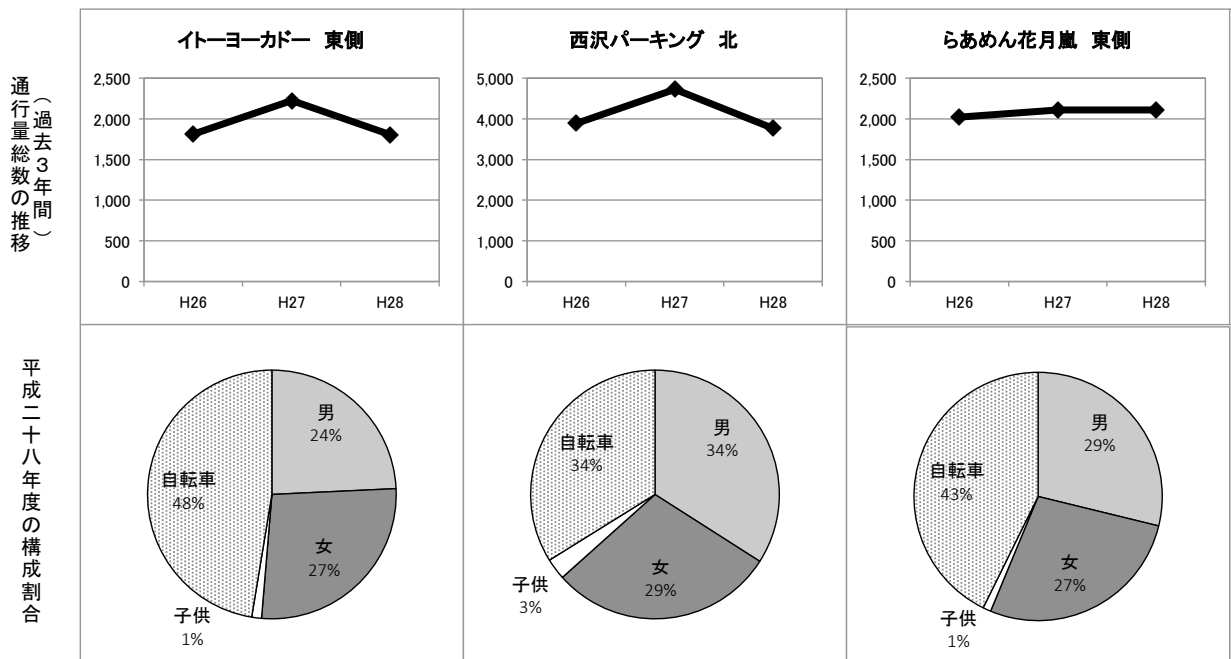 イトーヨーカドー 東側
西沢パーキング 北
らあめん花月嵐 東側
通行量総数の推移
（過去3年間）
2,500
2,000
1,500
1,000
500
0
H26
H27
H28
5,000
4,000
3,000
2,000
1,000
0
H26
H27
H28
2,500
2,000
1,500
1,000
500
0
H26
H27
H28
平成二十八年度の構成割合
男
24%
女
27%
子供
1%
自転車
48%
男
34%
女
29%
子供
3%
自転車
34%
男
29%
女
27%
子供
1%
自転車
43%